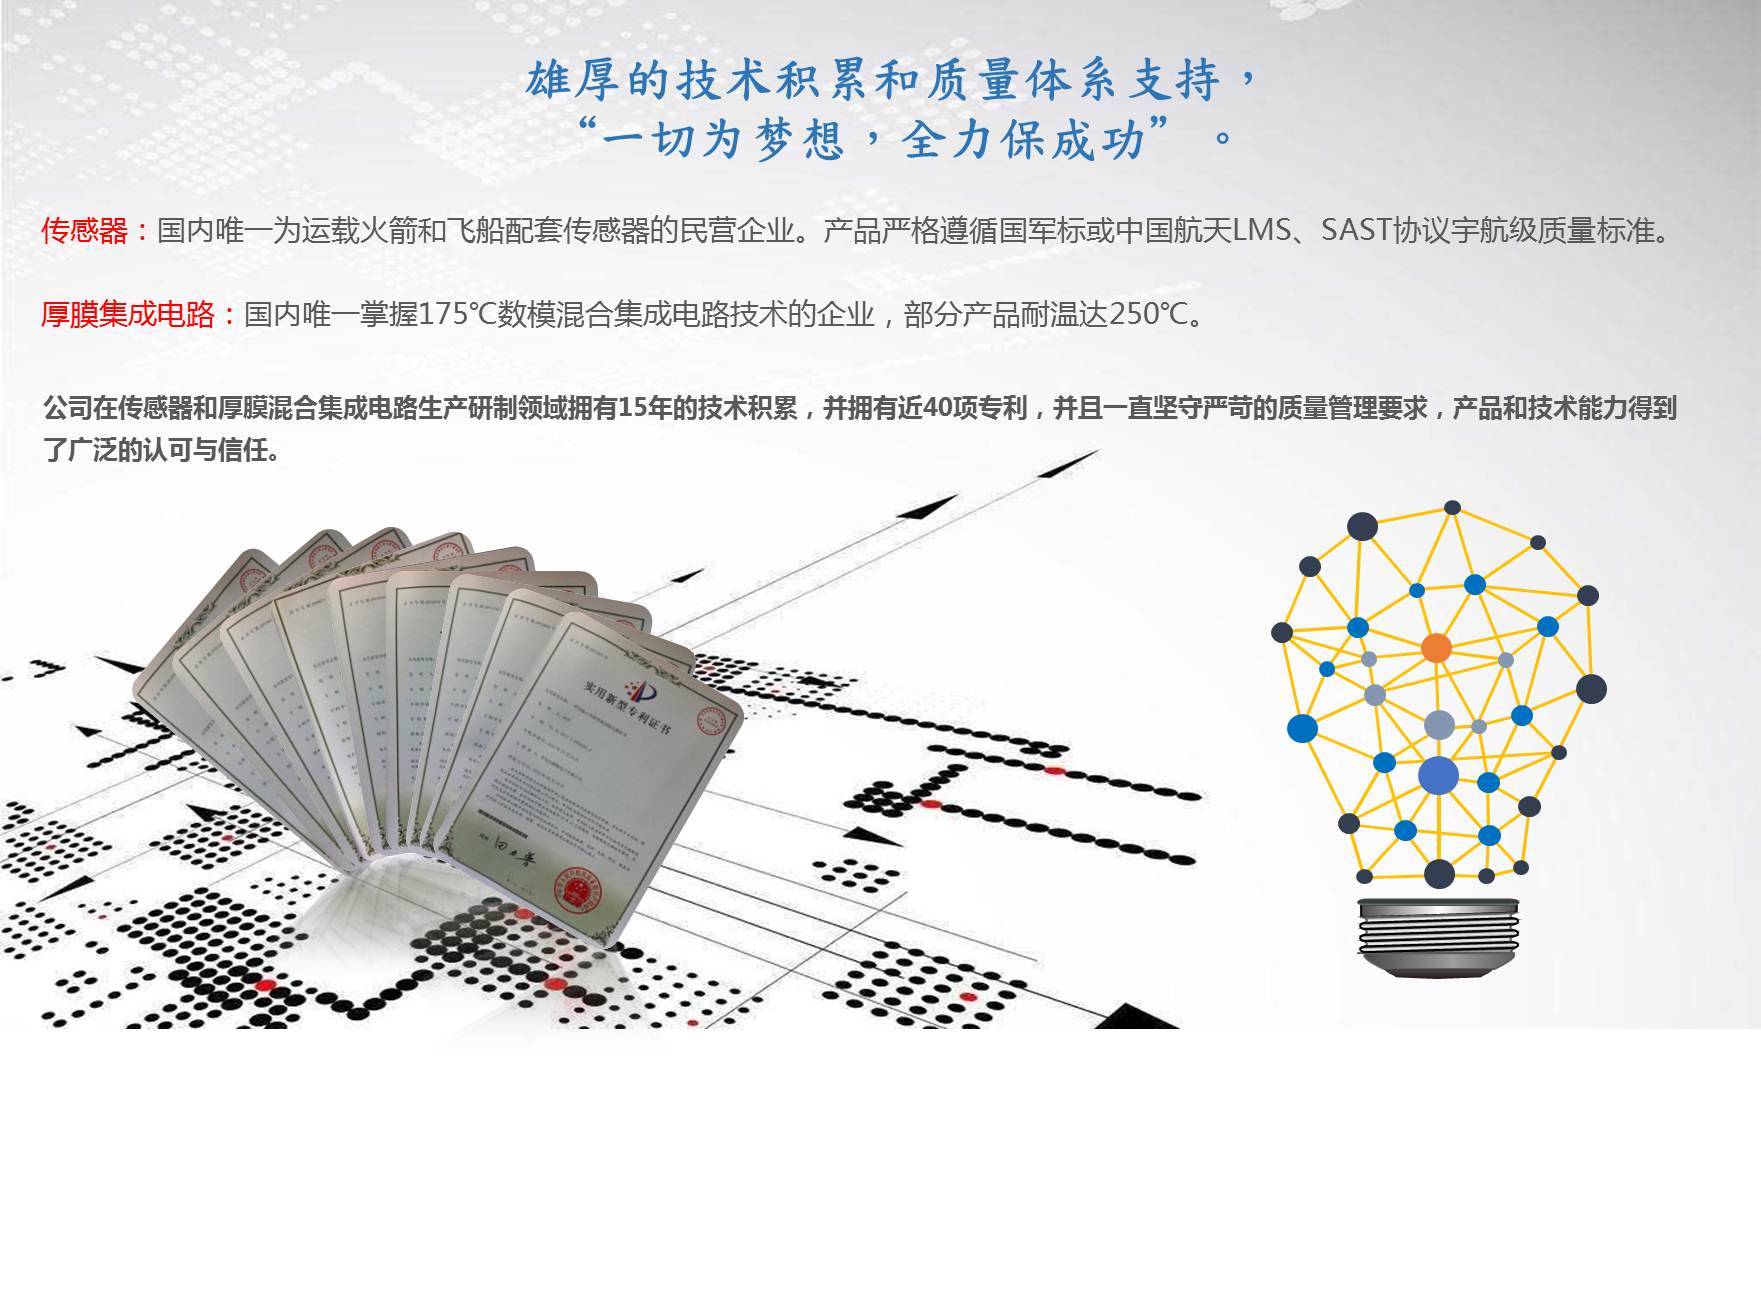 雄厚的技术积累和质量体系支持，
“一切为梦想，全力保成功”。
传感器：国内唯一为运载火箭和飞船配套传感器的民营企业。产品严格遵循国军标或中国航天LMS、SAST协议宇航级质量标准。
厚膜集成电路：国内唯一掌握175℃数模混合集成电路技术的企业，部分产品耐温达250℃。
公司在传感器和厚膜混合集成电路生产研制领域拥有15年的技术积累，并拥有近40项专利，并且一直坚守严苛的质量管理要求，产品和技术能力得到
了广泛的认可与信任。
实用新型专利证书